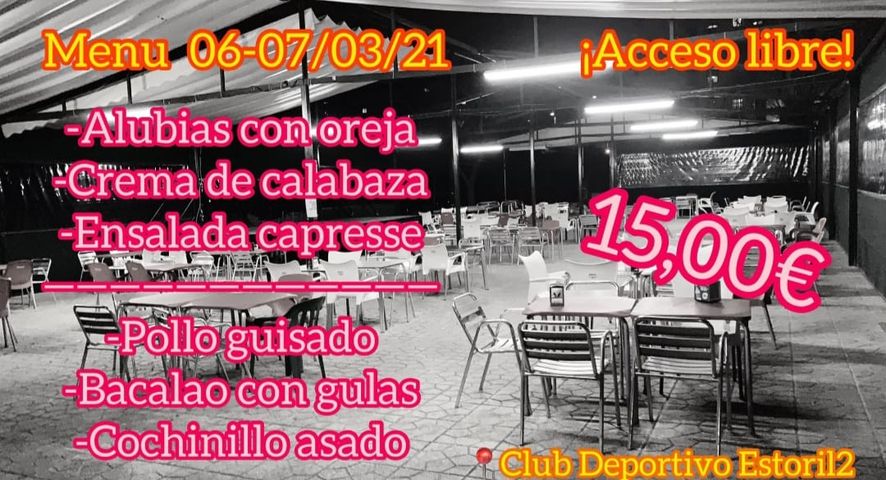 Menu 06-07/03/21
¡Acceso libre!
-Alubias con oreja
-Crema de calabaza
-Ensalada capresse
_____________
15,00€
-Pollo guisado
-Bacalao con gulas
-Cochinillo asado
Club Deportivo Estoril2